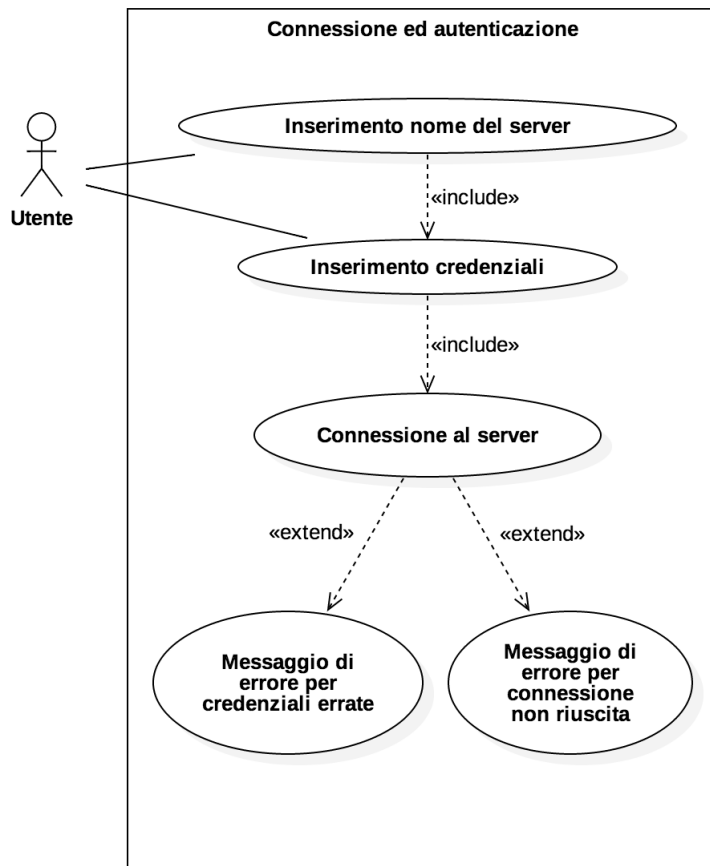 Connessione ed autenticazione
Inserimento nome del server
Utente
«include»
Inserimento credenziali
«include»
Connessione al server
«extend»
«extend»
Messaggio di
errore per
credenziali errate
Messaggio di
errore per
connessione
non riuscita